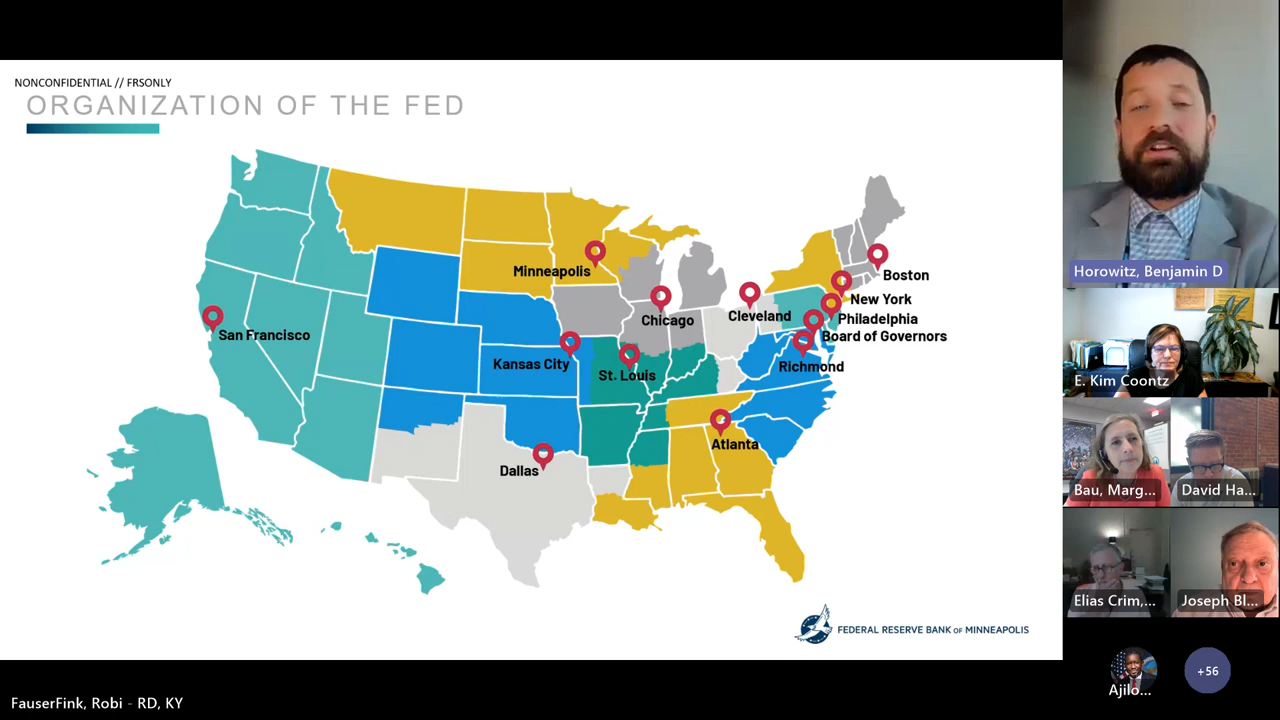 NONCONFIDENTIAL // FRSONLY
ORGANIZATION OF THE FED
Minneapolis
Boston
New York
Chicago
Cleveland
Philadelphia
San Francisco
Board of Governors
Kansas City
St. Louis
Richmond
Atlanta
Dallas
FEDERAL RESERVE BANK OF MINNEAPOLIS
Horowitz, Benjamin D
E. Kim Coontz
Bau, Marg...
David Ha...
Elias Crim,...
Joseph Bl...
Ajilo...
+56
FauserFink, Robi - RD, KY